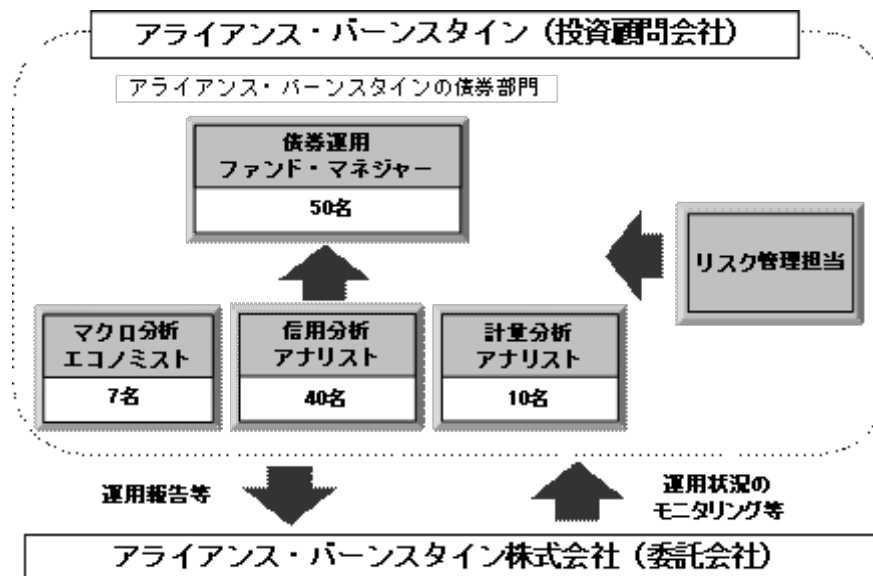 アライアンス・バーンスタイン（投資顧問会社）
アライアンス・バーンスタインの債券部門
債券運用
ファンド・マネジャー
50名
リスク管理担当
マクロ分析
エコノミスト
7名
信用分析
アナリスト
40名
計量分析
アナリスト
10名
運用報告等
運用状況の
モニタリング等
アライアンス・バーンスタイン株式会社（委託会社）